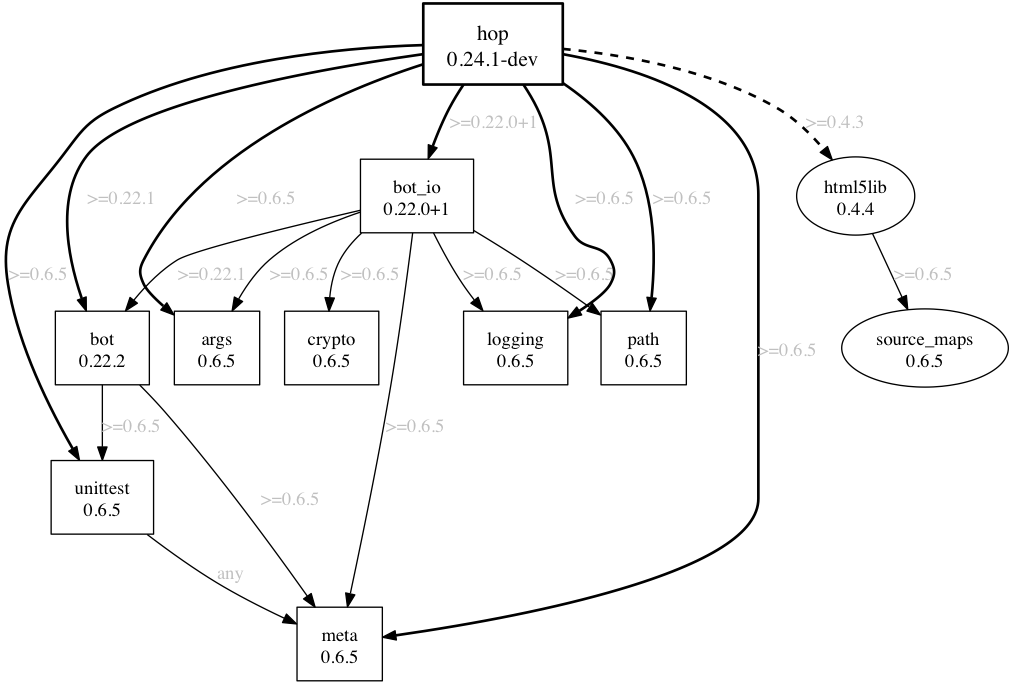 hop
0.24.1-dev
>=0.22.0+1
>=0.4.3
bot_io
0.22.0+1
html5lib
0.4.4
>=0.22.1
>=0.6.5
>=0.6.5
>=0.6.5
>=0.6.5
>=0.22.1
>=0.6.5
>=0.6.5
>=0.6.5
>=0.6.5
>=0.6.5
bot
0.22.2
args
0.6.5
crypto
0.6.5
logging
0.6.5
path
0.6.5
source_maps
0.6.5
>=0.6.5
>=0.6.5
>=0.6.5
unittest
0.6.5
>=0.6.5
any
meta
0.6.5